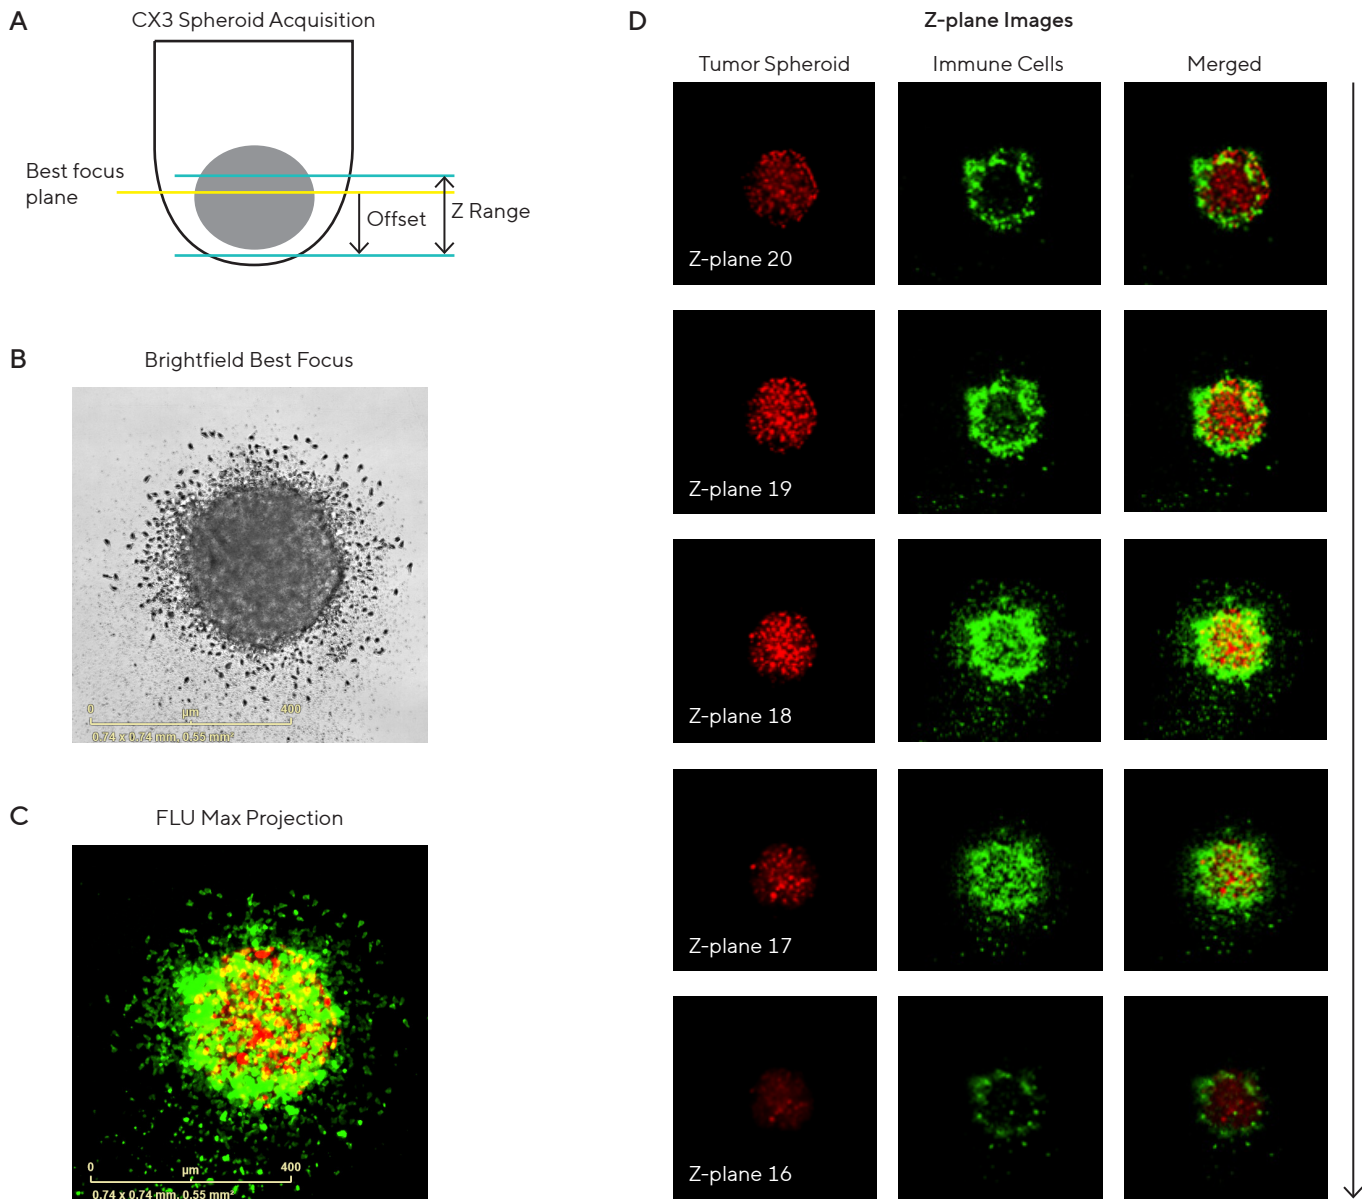 A
CX3 Spheroid Acquisition
Best focus
plane
Offset
Z Range
B
Brightfield Best Focus
0
µm
400
0.74 x 0.74 mm, 0.55 mm²
C
FLU Max Projection
0
µm
400
0.74 x 0.74 mm, 0.55 mm²
D
Z-plane Images
Tumor Spheroid
Immune Cells
Merged
Z-plane 20
Z-plane 19
Z-plane 18
Z-plane 17
Z-plane 16